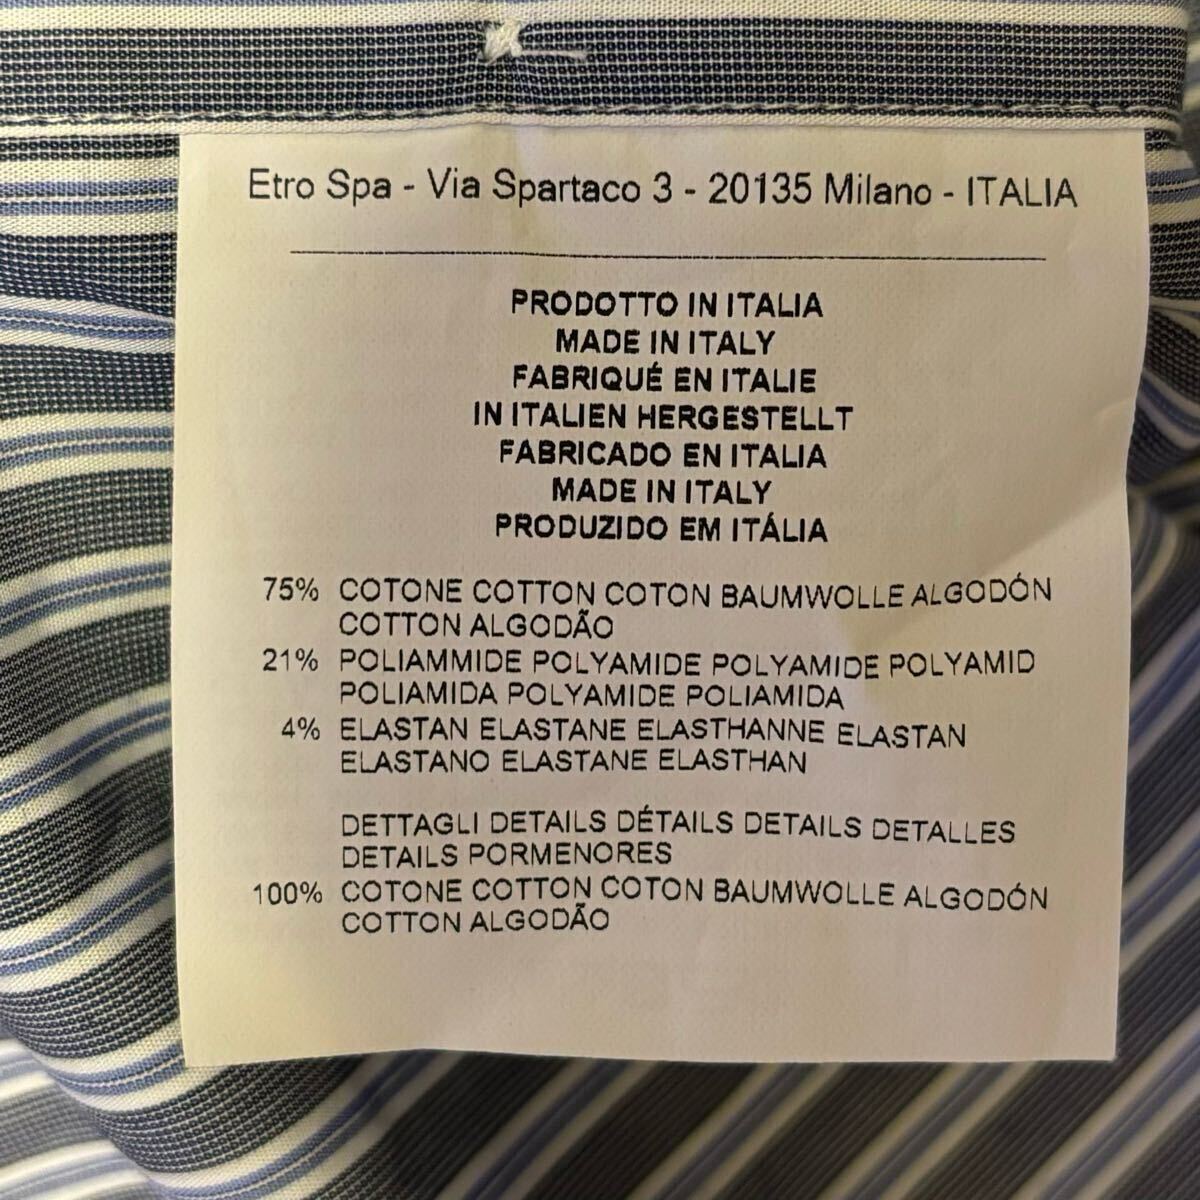 Etro Spa - Via Spartaco 3 - 20135 Milano - ITALIA
PRODOTTO IN ITALIA
MADE IN ITALY
FABRIQUÉ EN ITALIE
IN ITALIEN HERGESTELLT
FABRICADO EN ITALIA
MADE IN ITALY
PRODUZIDO EM ITÁLIA
75% COTONE COTTON COTON BAUMWOLLE ALGODÓN
COTTON ALGODÃO
21% POLIAMMIDE POLYAMIDE POLYAMIDE POLYAMID
POLIAMIDA POLYAMIDE POLIAMIDA
4% ELASTAN ELASTANE ELASTHANNE ELASTAN
ELASTANO ELASTANE ELASTHAN
DETTAGLI DETAILS DÉTAILS DETAILS DETALLES
DETAILS PORMENORES
100% COTONE COTTON COTON BAUMWOLLE ALGODÓN
COTTON ALGODÃO